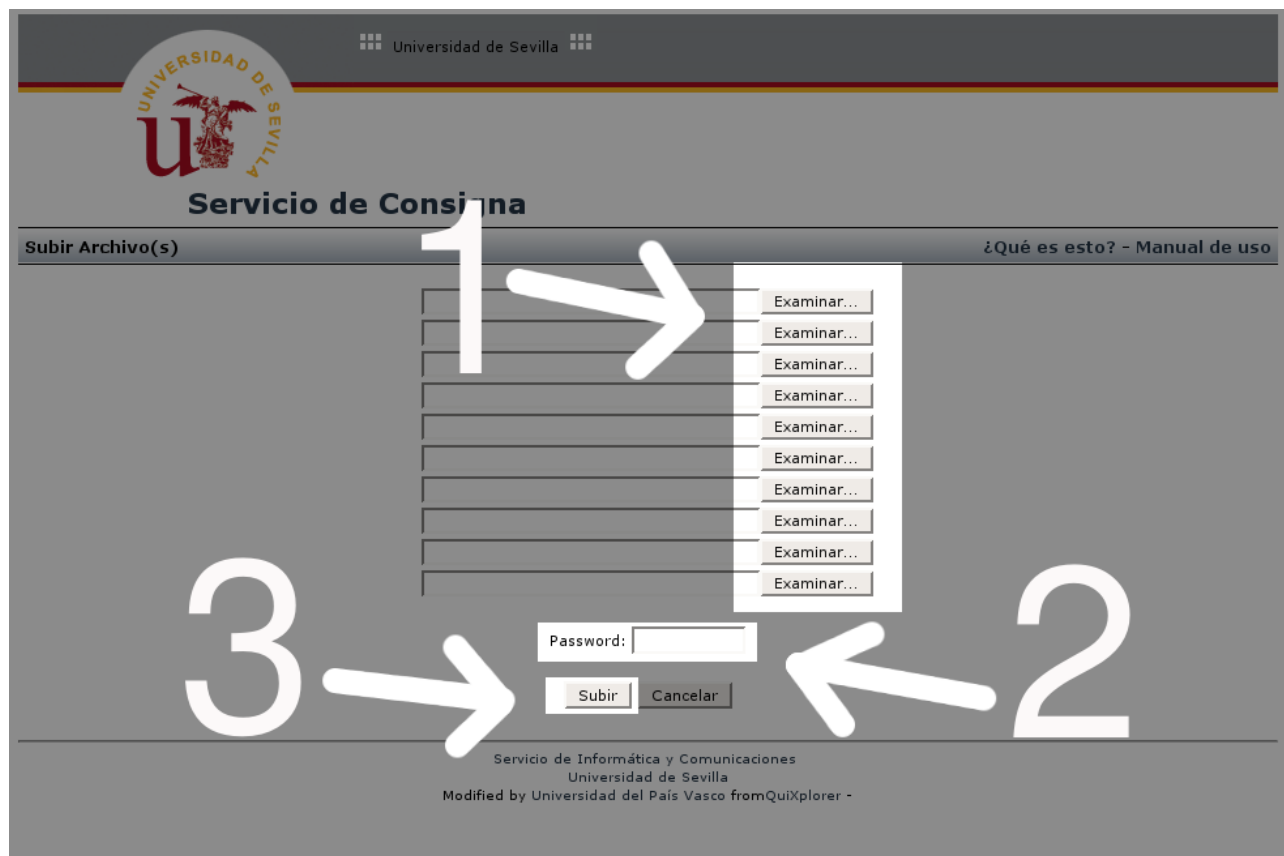 Universidad de Sevilla
UNIVERSIDAD DE SEVILLA
Servicio de Consigna
Subir Archivo(s)
¿Qué es esto? - Manual de uso
1
Examinar...
Examinar...
Examinar...
Examinar...
Examinar...
Examinar...
Examinar...
Examinar...
Examinar...
Examinar...
3
2
Password:
Subir Cancelar
Servicio de Informática y Comunicaciones
Universidad de Sevilla
Modified by Universidad del País Vasco fromQuiXplorer -